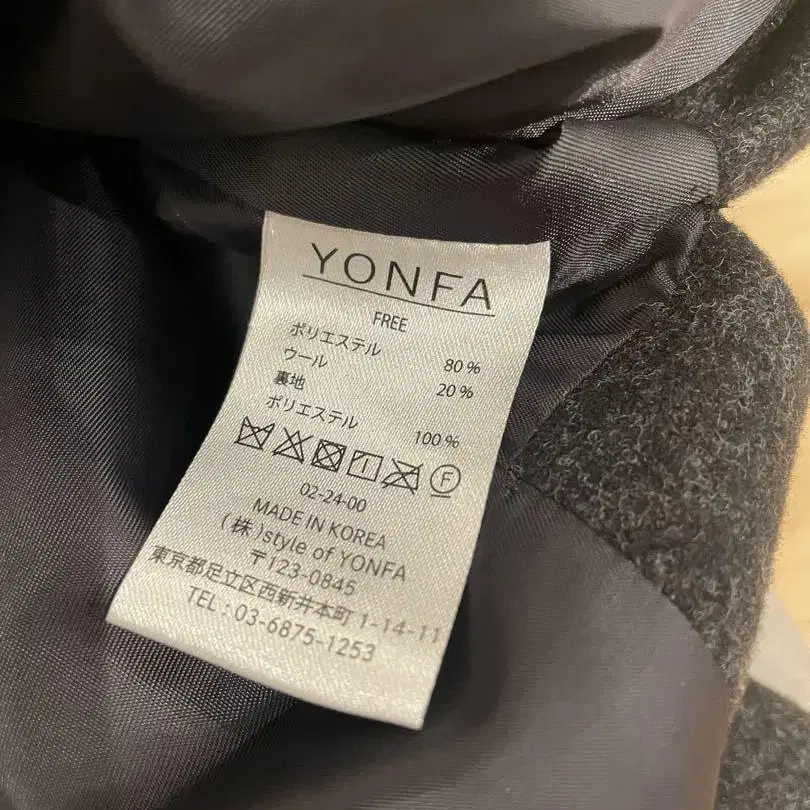 YONFA
FREE
ポリエステル 80%
ウール 20%
裏地
ポリエステル 100%
F
02-24-00
MADE IN KOREA
(株)style of YONFA
〒123-0845
東京都足立区西新井本町 1-14-11
TEL : 03-6875-1253